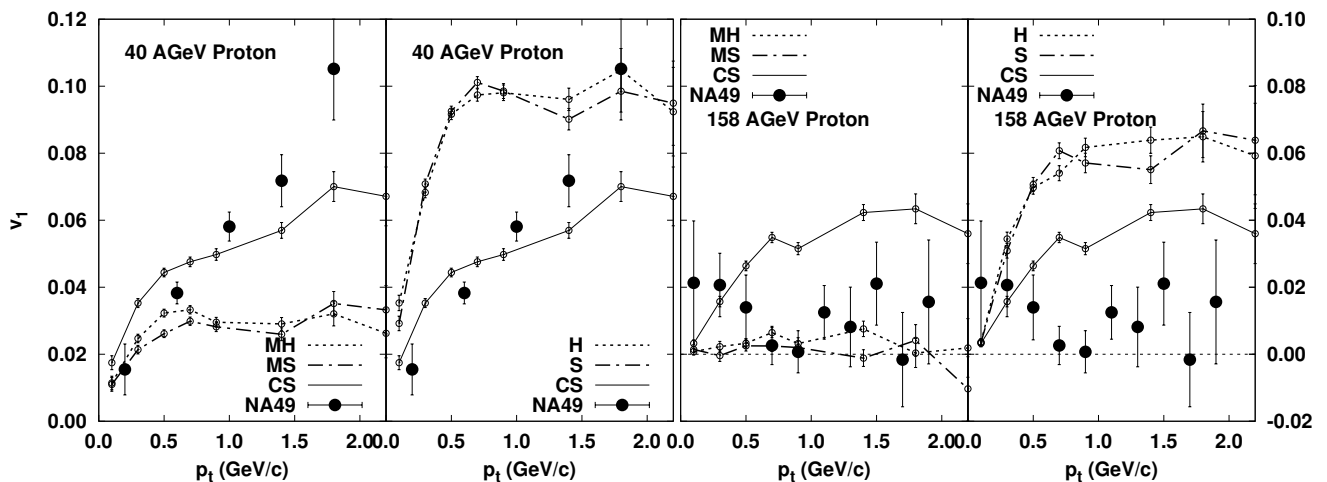 0.12
0.10
0.08
0.06
0.04
0.02
0.00
v1
40 AGeV Proton
MH
MS
CS
NA49
0.0 0.5 1.0 1.5 2.0
pt (GeV/c)
40 AGeV Proton
H
S
CS
NA49
0.0 0.5 1.0 1.5 2.0
pt (GeV/c)
MH
MS
CS
NA49
158 AGeV Proton
0.0 0.5 1.0 1.5 2.0
pt (GeV/c)
H
S
CS
NA49
158 AGeV Proton
0.0 0.5 1.0 1.5 2.0
pt (GeV/c)
0.10
0.08
0.06
0.04
0.02
0.00
-0.02